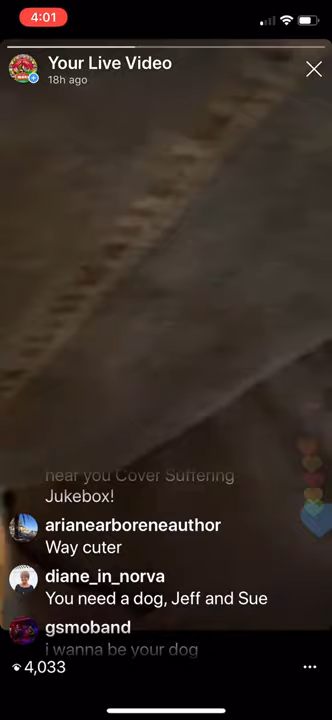 4:01
Your Live Video
18h ago
near you Cover Suffering
Jukebox!
arianearboreneauthor
Way cuter
diane_in_norva
You need a dog, Jeff and Sue
gsmoband
i wanna be your dog
4,033